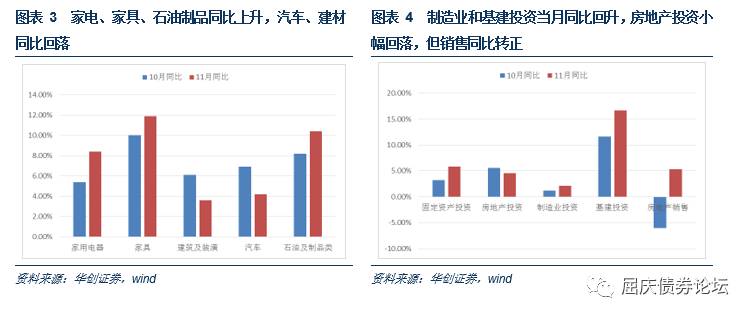 图表 3 家电、家具、石油制品同比上升，汽车、建材
同比回落
10月同比 11月同比
14.00%
12.00%
10.00%
8.00%
6.00%
4.00%
2.00%
0.00%
家用电器 家具 建筑及装潢 汽车 石油及制品类
资料来源：华创证券，wind
图表 4 制造业和基建投资当月同比回升，房地产投资小
幅回落，但销售同比转正
10月同比 11月同比
20.00%
15.00%
10.00%
5.00%
0.00%
-5.00%
-10.00%
固定资产投资 房地产投资 制造业投资 基建投资 房地产销售
资料来源：华创证券，wind
屈庆债券论坛